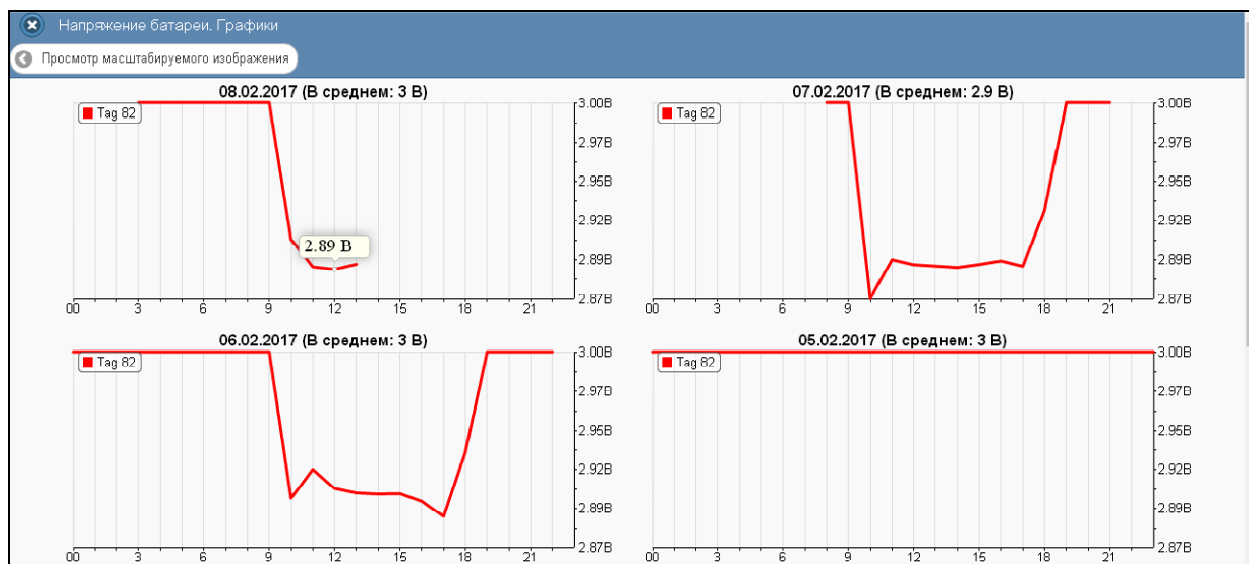 Напряжение батареи. Графики
Просмотр масштабируемого изображения
08.02.2017 (В среднем: 3 В)
Tag 82
3.00В
2.97В
2.95В
2.92В
2.89В
2.87В
2.89 В
00 3 6 9 12 15 18 21
07.02.2017 (В среднем: 2.9 В)
Tag 82
3.00В
2.97В
2.95В
2.92В
2.89В
2.87В
00 3 6 9 12 15 18 21
06.02.2017 (В среднем: 3 В)
Tag 82
3.00В
2.97В
2.95В
2.92В
2.89В
2.87В
00 3 6 9 12 15 18 21
05.02.2017 (В среднем: 3 В)
Tag 82
3.00В
2.97В
2.95В
2.92В
2.89В
2.87В
00 3 6 9 12 15 18 21